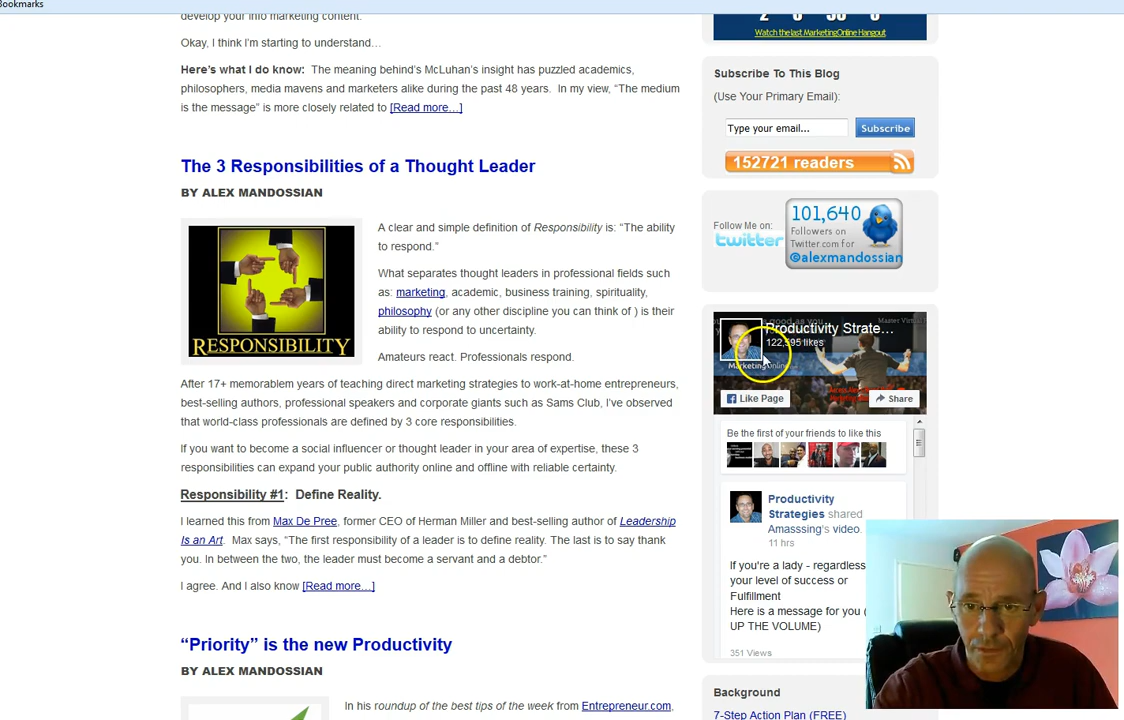 Bookmarks
develop your info marketing content.
Okay, I think I'm starting to understand…
Here's what I do know: The meaning behind's McLuhan's insight has puzzled academics,
philosophers, media mavens and marketers alike during the past 48 years. In my view, "The medium
is the message" is more closely related to [Read more…]
The 3 Responsibilities of a Thought Leader
BY ALEX MANDOSSIAN
RESPONSIBILITY
A clear and simple definition of Responsibility is: "The ability
to respond."
What separates thought leaders in professional fields such
as: marketing, academic, business training, spirituality,
philosophy (or any other discipline you can think of ) is their
ability to respond to uncertainty.
Amateurs react. Professionals respond.
After 17+ memorablem years of teaching direct marketing strategies to work-at-home entrepreneurs,
best-selling authors, professional speakers and corporate giants such as Sams Club, I've observed
that world-class professionals are defined by 3 core responsibilities.
If you want to become a social influencer or thought leader in your area of expertise, these 3
responsibilities can expand your public authority online and offline with reliable certainty.
Responsibility #1: Define Reality.
I learned this from Max De Pree, former CEO of Herman Miller and best-selling author of Leadership
Is an Art. Max says, "The first responsibility of a leader is to define reality. The last is to say thank
you. In between the two, the leader must become a servant and a debtor."
I agree. And I also know [Read more…]
"Priority" is the new Productivity
BY ALEX MANDOSSIAN
In his roundup of the best tips of the week from Entrepreneur.com,
Watch the last MarketingOnline Hangout
Subscribe To This Blog
(Use Your Primary Email):
Type your email...
Subscribe
152721 readers
Follow Me on:
twitter
101,640
Followers on
Twitter.com for
@alexmandossian
good as you
Productivity Strate...
122,595 likes
Marketing Online
Like Page
Share
Be the first of your friends to like this
Productivity
Strategies shared
Amasssing's video.
11 hrs
If you're a lady - regardless
your level of success or
Fulfillment
Here is a message for you (
UP THE VOLUME)
351 Views
Background
7-Step Action Plan (FREE)